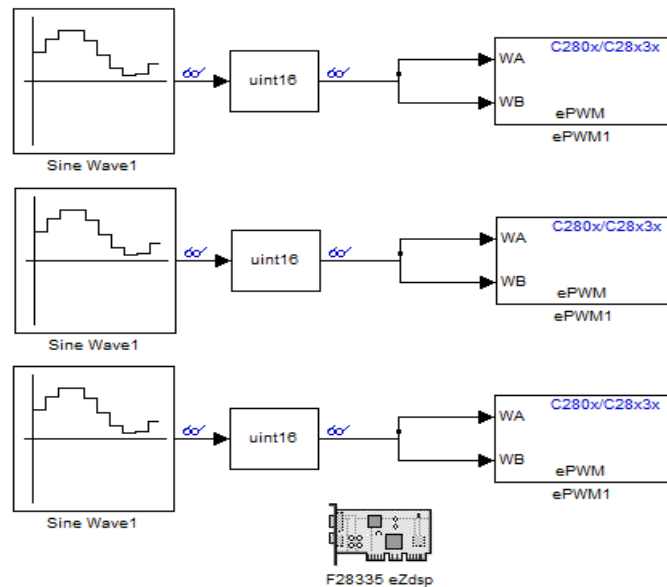 C280x/C28x3x
WA
uint16
WB
ePWM
ePWM1
Sine Wave1
C280x/C28x3x
WA
uint16
WB
ePWM
ePWM1
Sine Wave1
C280x/C28x3x
WA
uint16
WB
ePWM
ePWM1
Sine Wave1
F28335 eZdsp